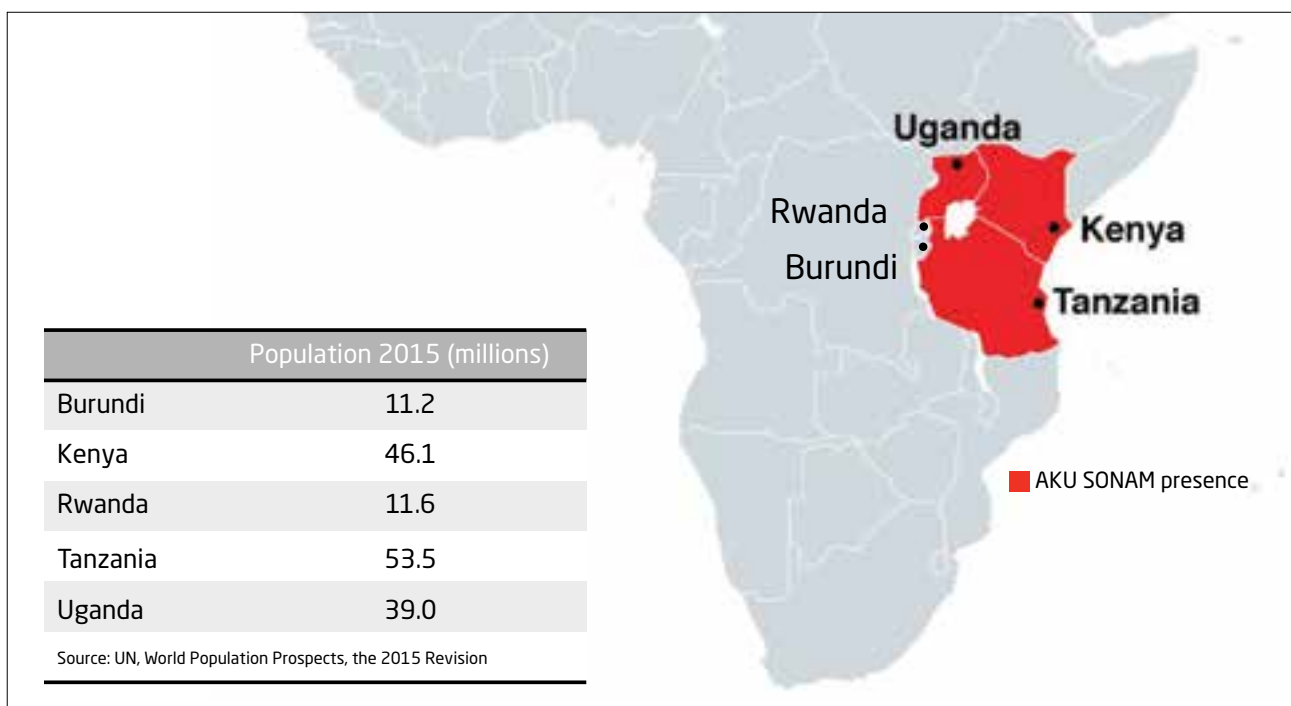 Uganda
Rwanda
Kenya
Burundi
Tanzania
Population 2015 (millions)
Burundi 11.2
Kenya 46.1
Rwanda 11.6
Tanzania 53.5
Uganda 39.0
Source: UN, World Population Prospects, the 2015 Revision
AKU SONAM presence